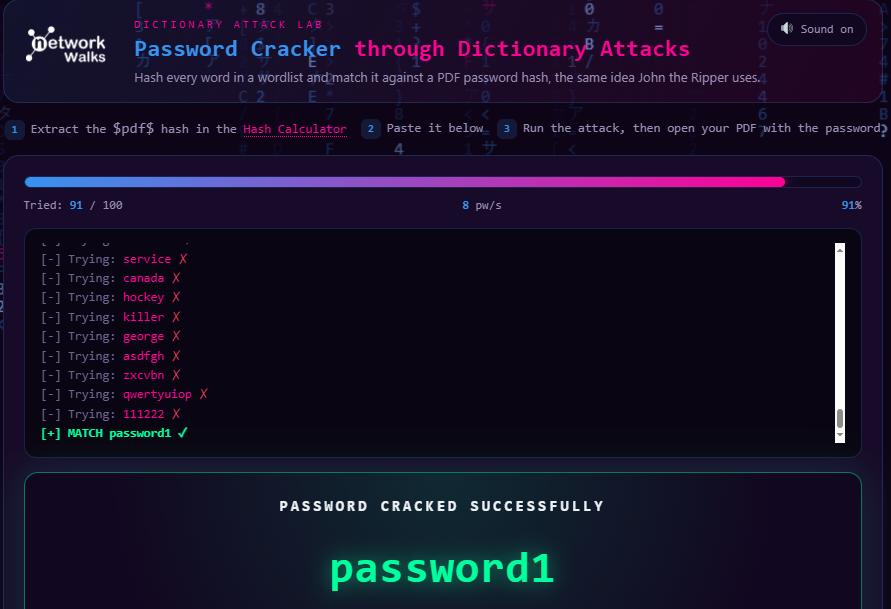 networK
Walks
DICTIONARY ATTACK LAB
Password Cracker through Dictionary Attacks
Hash every word in a wordlist and match it against a PDF password hash, the same idea John the Ripper uses.
Sound on
1 Extract the $pdf$ hash in the Hash Calculator 2 Paste it below 3 Run the attack, then open your PDF with the password.
Tried: 91 / 100 8 pw/s 91%
[-] Trying: service ✗
[-] Trying: canada ✗
[-] Trying: hockey ✗
[-] Trying: killer ✗
[-] Trying: george ✗
[-] Trying: asdfgh ✗
[-] Trying: zxcvbn ✗
[-] Trying: qwertyuiop ✗
[-] Trying: 111222 ✗
[+] MATCH password1 ✓
PASSWORD CRACKED SUCCESSFULLY
password1